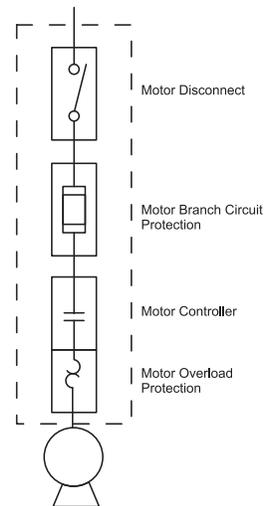 Motor Disconnect
Motor Branch Circuit
Protection
Motor Controller
Motor Overload
Protection